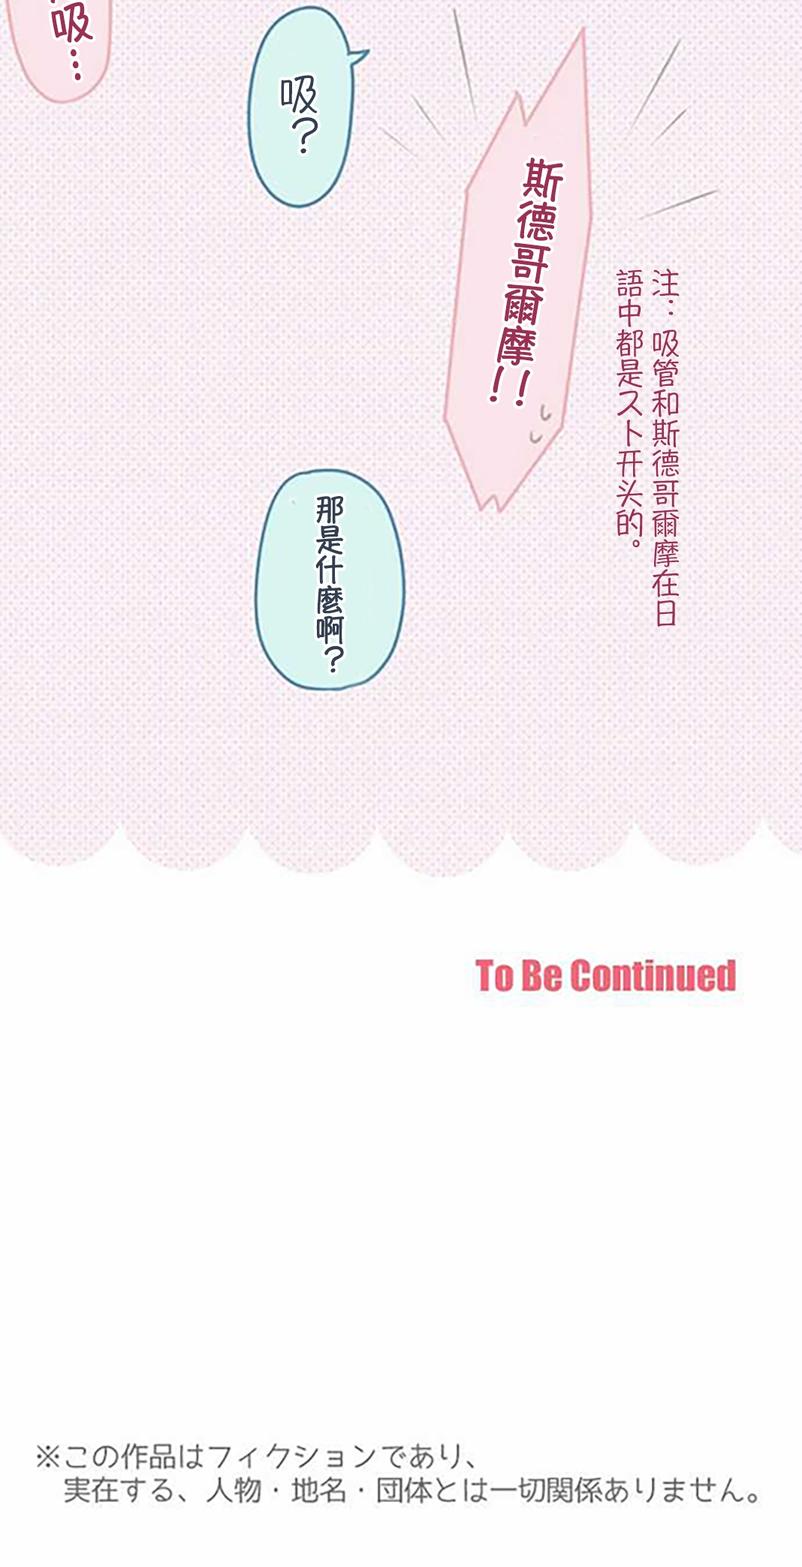 吸…
吸？
斯德哥爾摩！！
注：吸管和斯德哥爾摩在日
語中都是スト开头的。
那是什麼啊？
To Be Continued
※この作品はフィクションであり、
実在する、人物・地名・団体とは一切関係ありません。